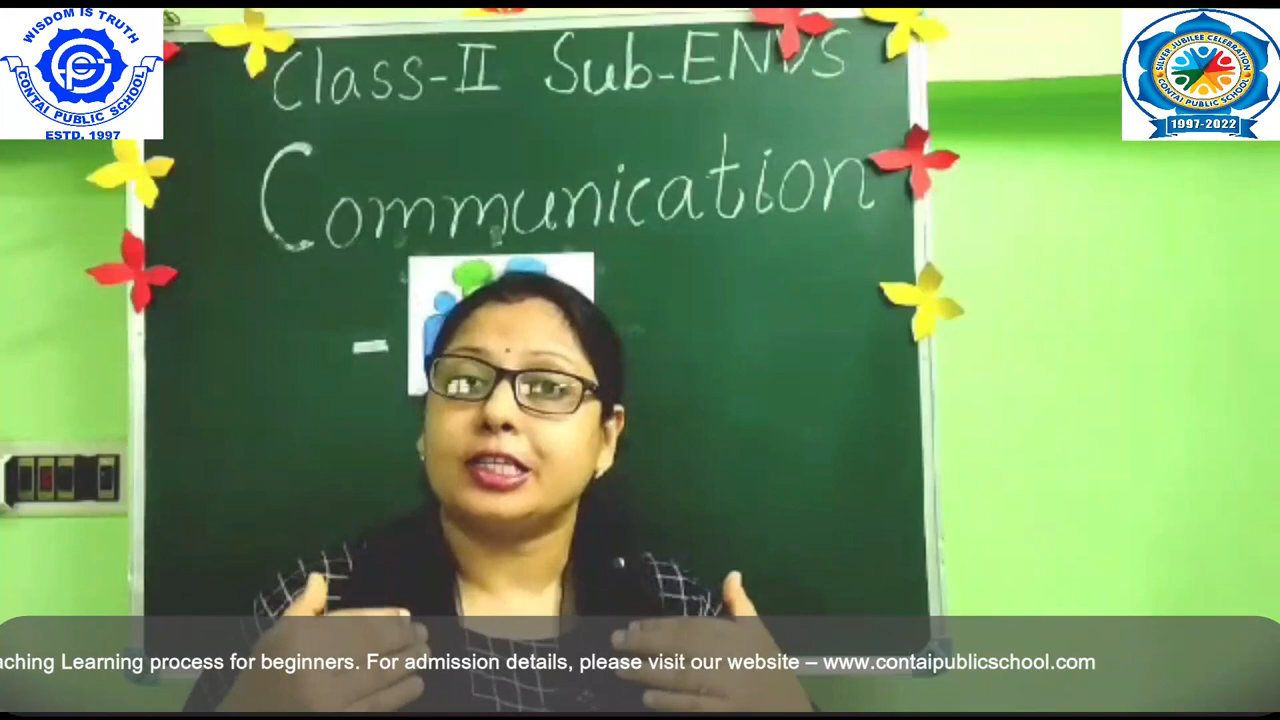 WISDOM IS TRUTH
CONTAI PUBLIC SCHOOL
ESTD. 1997
SILVER JUBILEE CELEBRATION
CONTAI PUBLIC SCHOOL
1997-2022
Class-II Sub-ENVS
Communication
aching Learning process for beginners. For admission details, please visit our website – www.contaipublicschool.com